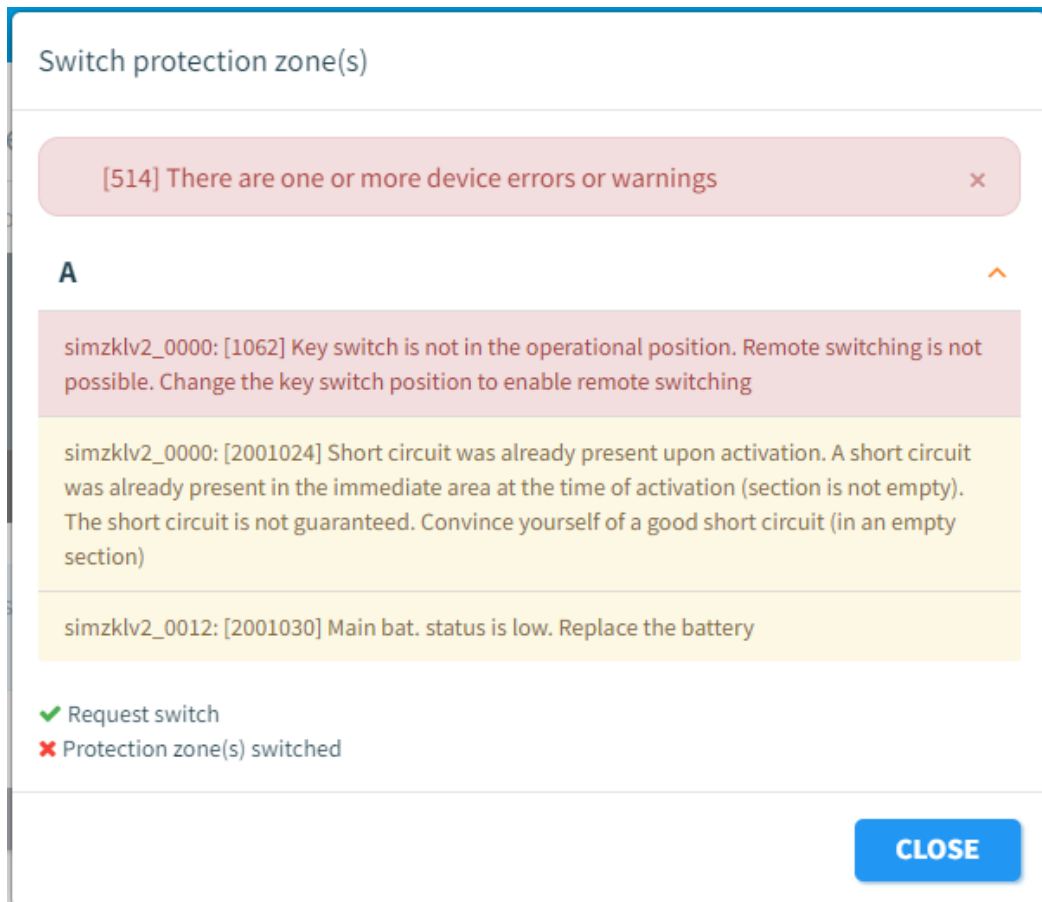 Switch protection zone(s)
[514] There are one or more device errors or warnings
A
simzklv2_0000: [1062] Key switch is not in the operational position. Remote switching is not
possible. Change the key switch position to enable remote switching
simzklv2_0000: [2001024] Short circuit was already present upon activation. A short circuit
was already present in the immediate area at the time of activation (section is not empty).
The short circuit is not guaranteed. Convince yourself of a good short circuit (in an empty
section)
simzklv2_0012: [2001030] Main bat. status is low. Replace the battery
Request switch
Protection zone(s) switched
CLOSE